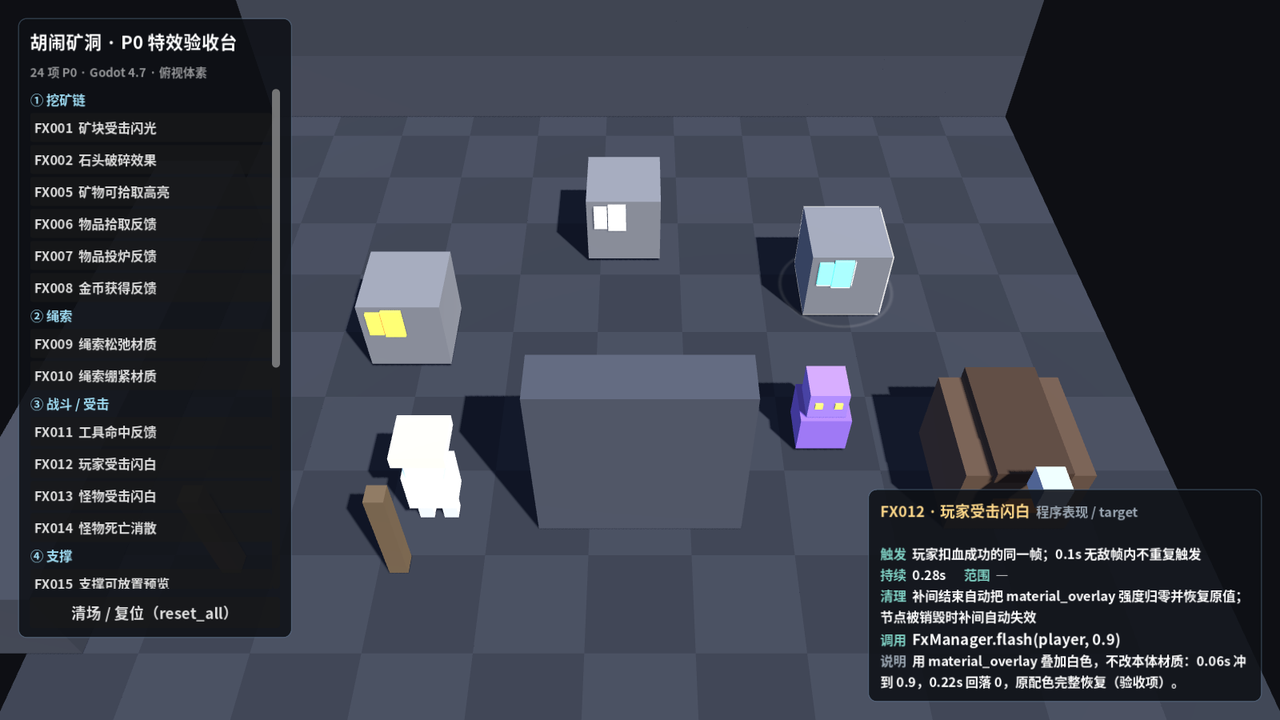 胡闹矿洞 · P0 特效验收台
24 项 P0 · Godot 4.7 · 俯视体素
① 挖矿链
FX001 矿块受击闪光
FX002 石头破碎效果
FX005 矿物可拾取高亮
FX006 物品拾取反馈
FX007 物品投炉反馈
FX008 金币获得反馈
② 绳索
FX009 绳索松弛材质
FX010 绳索绷紧材质
③ 战斗 / 受击
FX011 工具命中反馈
FX012 玩家受击闪白
FX013 怪物受击闪白
FX014 怪物死亡消散
④ 支撑
FX015 支撑可放置预览
清场 / 复位（reset_all）
FX012 · 玩家受击闪白 程序表现 / target
触发 玩家扣血成功的同一帧；0.1s 无敌帧内不重复触发
持续 0.28s 范围 —
清理 补间结束自动把 material_overlay 强度归零并恢复原值；
节点被销毁时补间自动失效
调用 FxManager.flash(player, 0.9)
说明 用 material_overlay 叠加白色，不改本体材质：0.06s 冲
到 0.9，0.22s 回落 0，原配色完整恢复（验收项）。